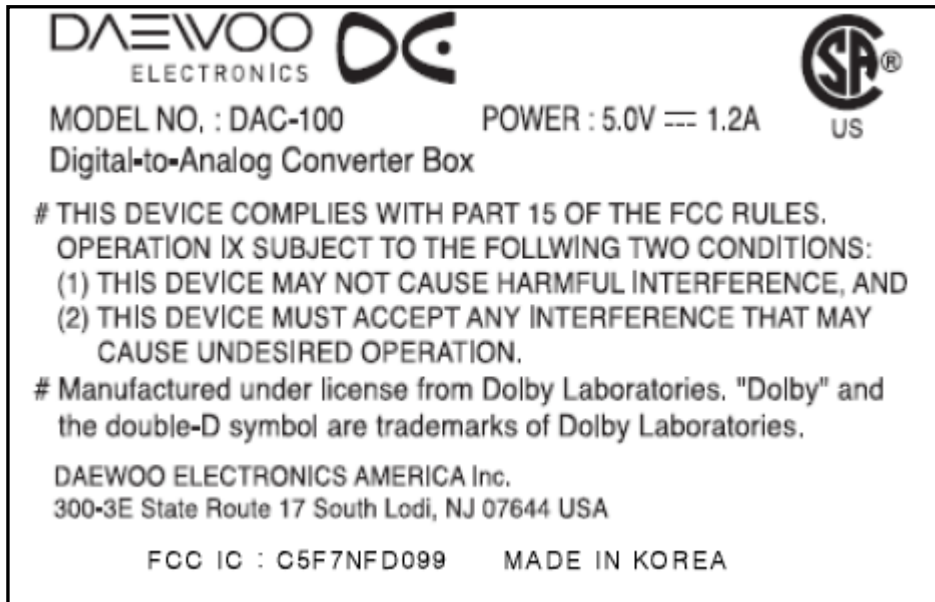 DAEWOO
ELECTRONICS
SA ®
US
MODEL NO. : DAC-100 POWER : 5.0V ⎓ 1.2A
Digital-to-Analog Converter Box
# THIS DEVICE COMPLIES WITH PART 15 OF THE FCC RULES.
OPERATION IX SUBJECT TO THE FOLLWING TWO CONDITIONS:
(1) THIS DEVICE MAY NOT CAUSE HARMFUL INTERFERENCE, AND
(2) THIS DEVICE MUST ACCEPT ANY INTERFERENCE THAT MAY
CAUSE UNDESIRED OPERATION.
# Manufactured under license from Dolby Laboratories. "Dolby" and
the double-D symbol are trademarks of Dolby Laboratories.
DAEWOO ELECTRONICS AMERICA Inc.
300-3E State Route 17 South Lodi, NJ 07644 USA
FCC IC : C5F7NFD099 MADE IN KOREA